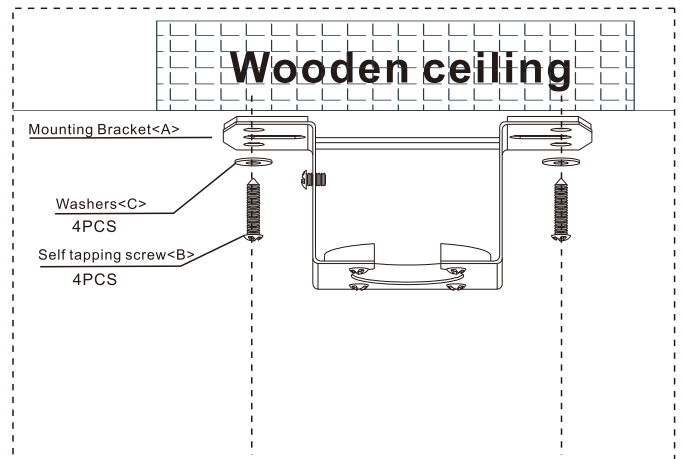 Wooden ceiling
Mounting Bracket<A>
Washers<C>
4PCS
Self tapping screw<B>
4PCS